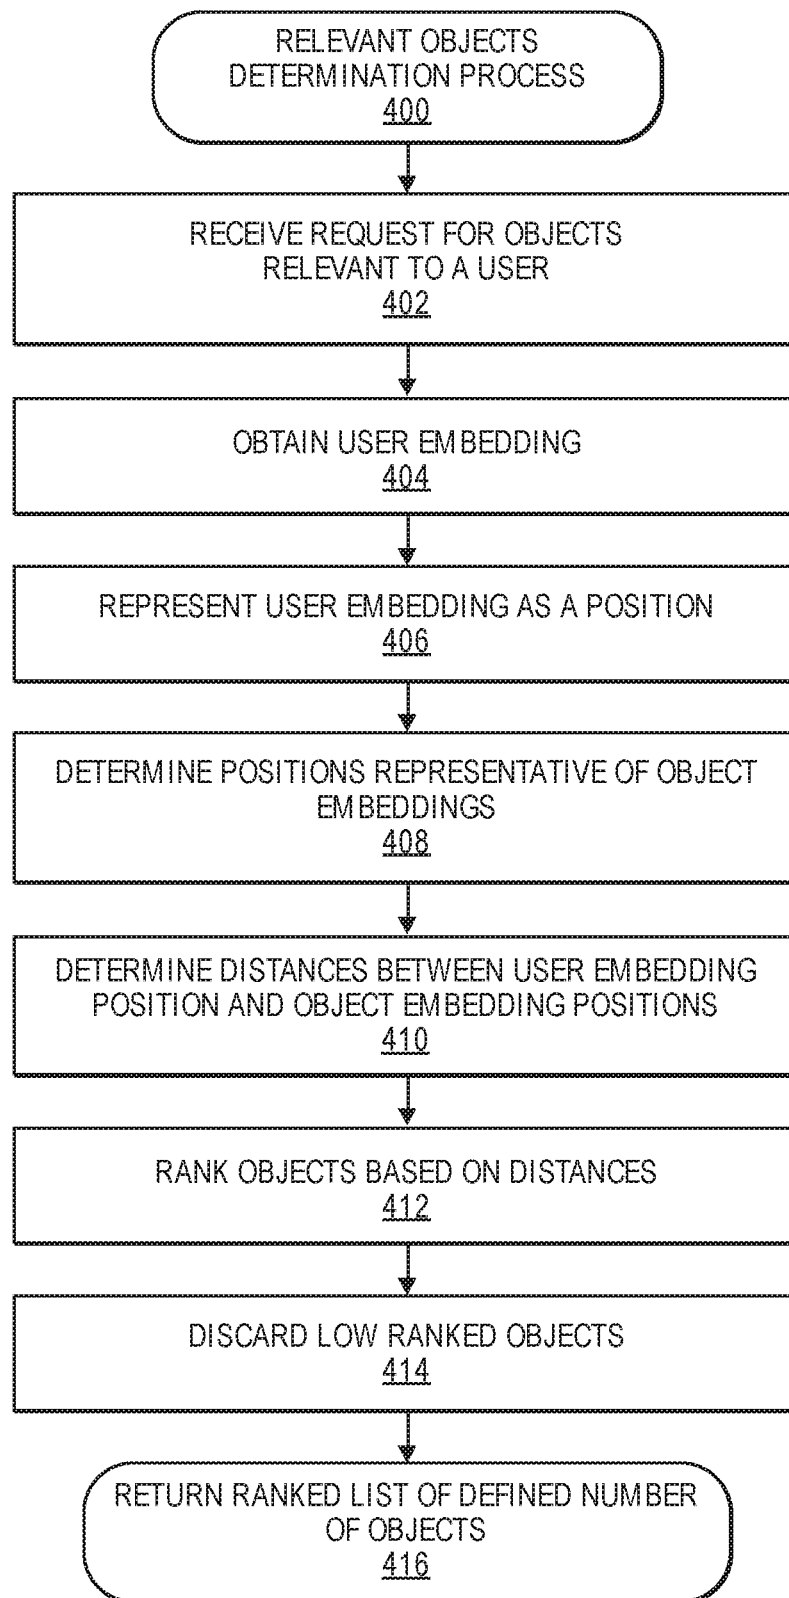 RELEVANT OBJECTS
DETERMINATION PROCESS
400
RECEIVE REQUEST FOR OBJECTS
RELEVANT TO A USER
402
OBTAIN USER EMBEDDING
404
REPRESENT USER EMBEDDING AS A POSITION
406
DETERMINE POSITIONS REPRESENTATIVE OF OBJECT
EMBEDDINGS
408
DETERMINE DISTANCES BETWEEN USER EMBEDDING
POSITION AND OBJECT EMBEDDING POSITIONS
410
RANK OBJECTS BASED ON DISTANCES
412
DISCARD LOW RANKED OBJECTS
414
RETURN RANKED LIST OF DEFINED NUMBER
OF OBJECTS
416